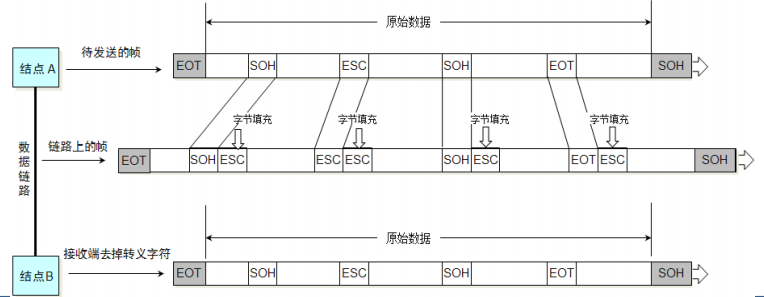 原始数据
待发送的帧
结点 A
EOT
SOH
ESC
SOH
EOT
SOH
字节填充
字节填充
字节填充
字节填充
数据链路
链路上的帧
EOT
SOH
ESC
ESC
ESC
SOH
ESC
EOT
ESC
SOH
原始数据
接收端去掉转义字符
结点B
EOT
SOH
ESC
SOH
EOT
SOH